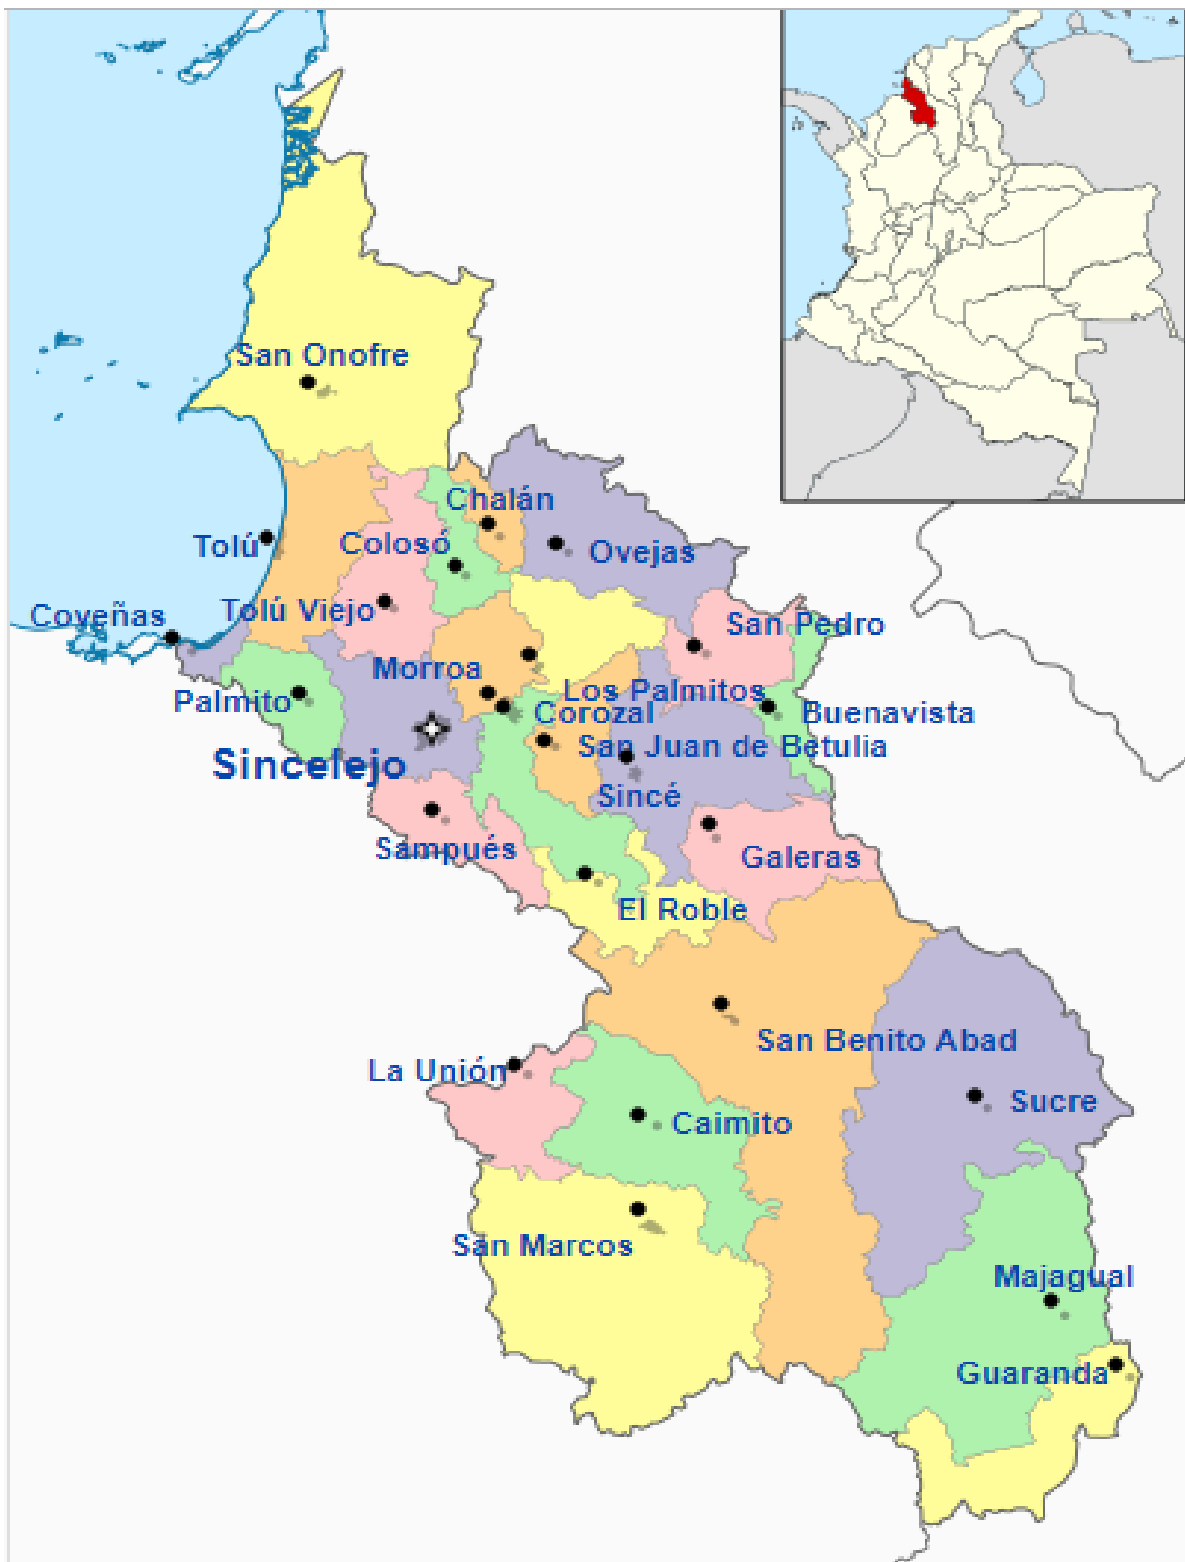 San Onofre
Chalán
Tolú
Colosó
Ovejas
Coveñas
Tolú Viejo
San Pedro
Morroa
Palmito
Los Palmitos
Corozal
Buenavista
San Juan de Betulia
Sincelejo
Sincé
Sampués
Galeras
El Roble
San Benito Abad
La Unión
Sucre
Caimito
San Marcos
Majagual
Guaranda